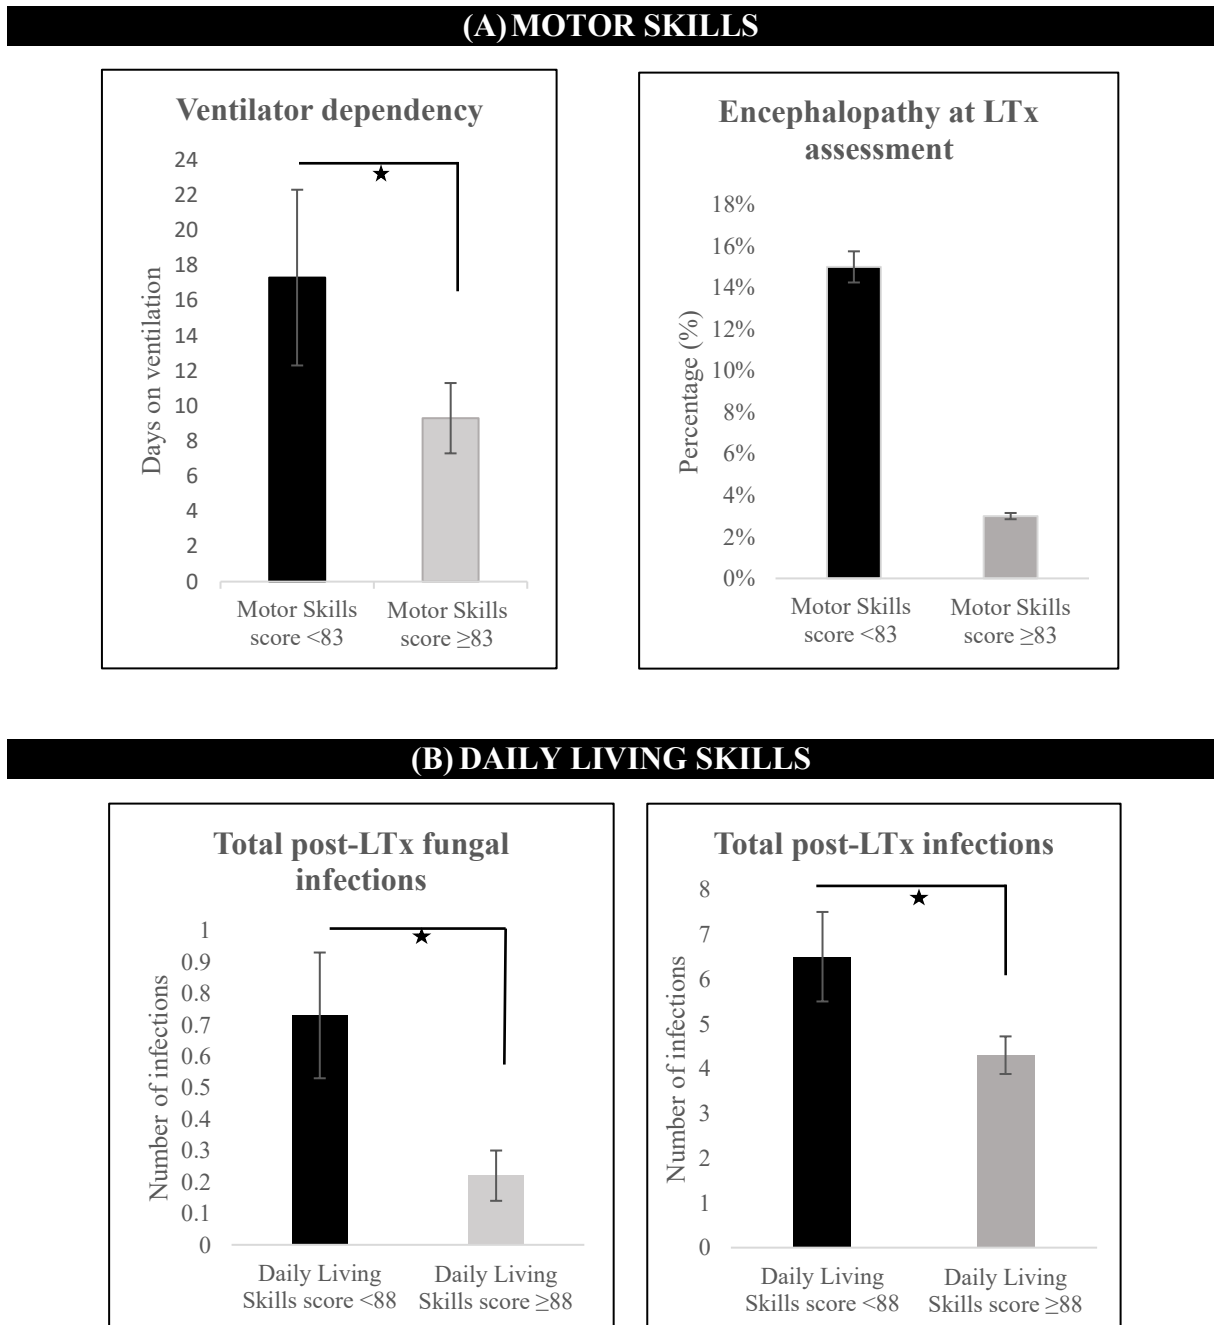 (A) MOTOR SKILLS
Ventilator dependency
24
22
20
18
16
14
12
10
8
6
4
2
0
Days on ventilation
Motor Skills
score <83
Motor Skills
score ≥83
Encephalopathy at LTx
assessment
18%
16%
14%
12%
10%
8%
6%
4%
2%
0%
Percentage (%)
Motor Skills
score <83
Motor Skills
score ≥83
(B) DAILY LIVING SKILLS
Total post-LTx fungal
infections
1
0.9
0.8
0.7
0.6
0.5
0.4
0.3
0.2
0.1
0
Number of infections
Daily Living
Skills score <88
Daily Living
Skills score ≥88
Total post-LTx infections
8
7
6
5
4
3
2
1
0
Number of infections
Daily Living
Skills score <88
Daily Living
Skills score ≥88